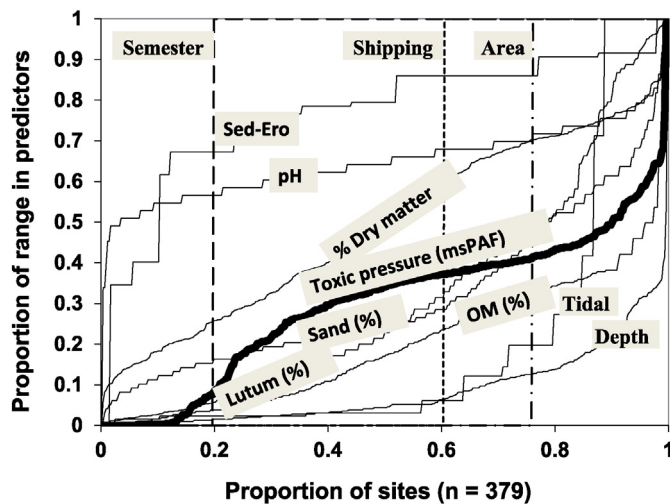 1
0.9
0.8
0.7
0.6
0.5
0.4
0.3
0.2
0.1
0
Proportion of range in predictors
Semester
Shipping
Area
Sed-Ero
pH
% Dry matter
Toxic pressure (msPAF)
Sand (%)
OM (%)
Tidal
Lutum (%)
Depth
0 0.2 0.4 0.6 0.8 1
Proportion of sites (n = 379)